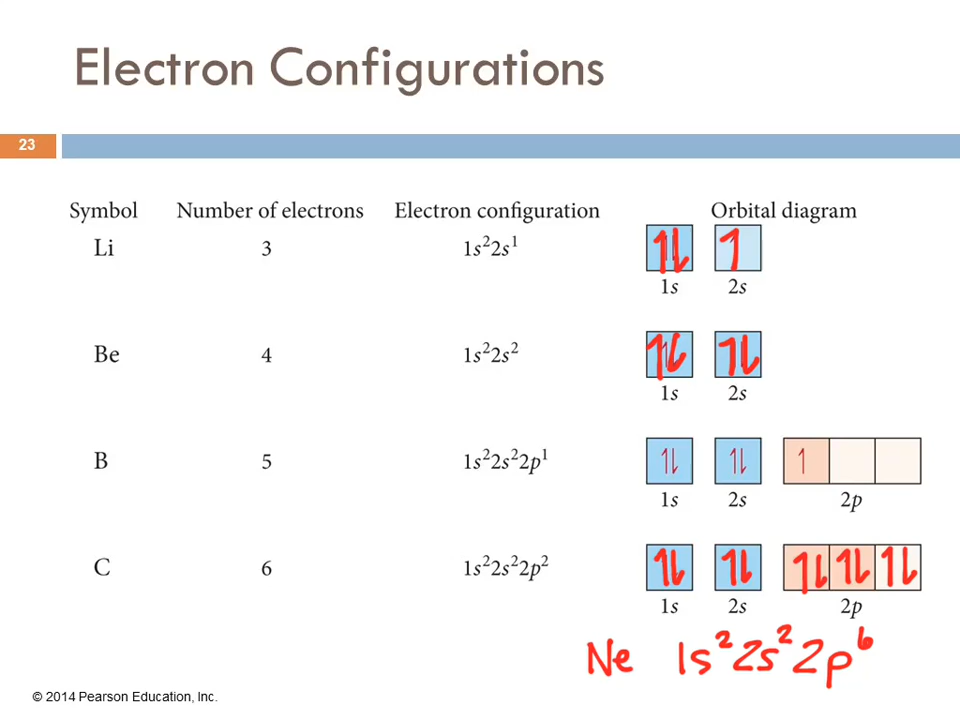 Electron Configurations
23
Symbol Number of electrons Electron configuration Orbital diagram
Li 3 1s²2s¹ ↿⇂ ↿
1s 2s
Be 4 1s²2s² ↿⇂ ↿⇂
1s 2s
B 5 1s²2s²2p¹ ↿⇂ ↿⇂ ↿
1s 2s 2p
C 6 1s²2s²2p² ↿⇂ ↿⇂ ↿⇂ ↿⇂ ↿⇂
1s 2s 2p
Ne 1s²2s²2p⁶
© 2014 Pearson Education, Inc.